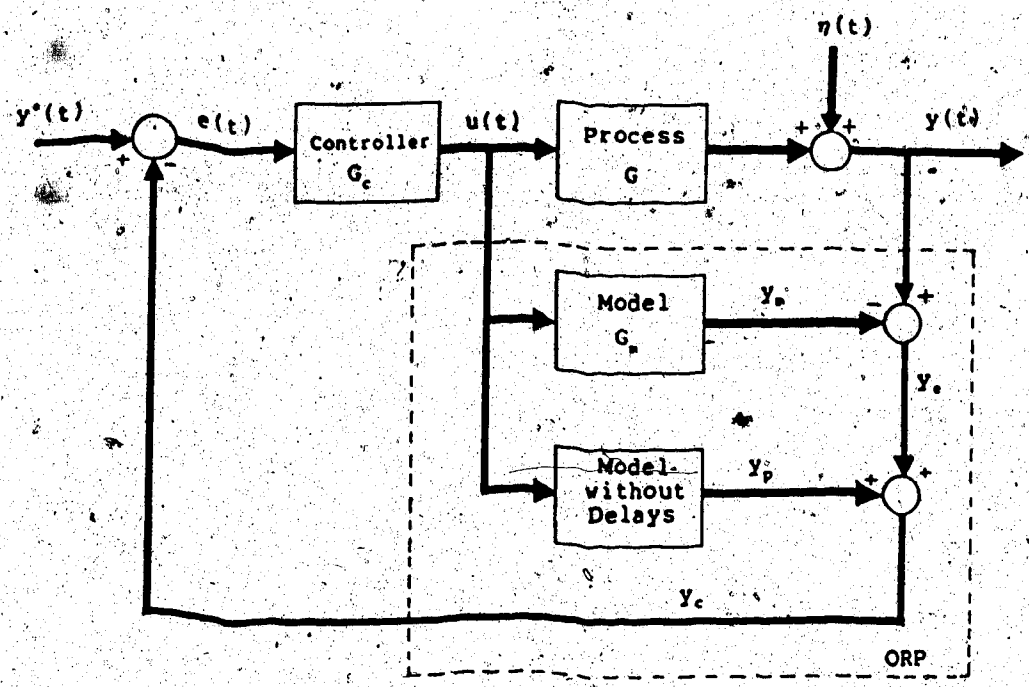 η(t)
y*(t)
e(t)
u(t)
y(t)
+
-
+
+
Controller
G_c
Process
G
Model
G_m
y_m
-
+
y_e
Model
without
Delays
y_p
+
+
y_c
ORP